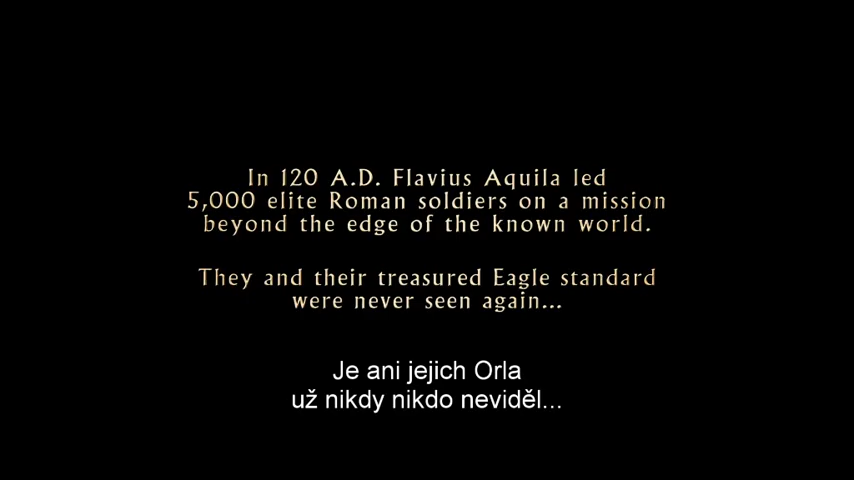 In 120 A.D. Flavius Aquila led
5,000 elite Roman soldiers on a mission
beyond the edge of the known world.
They and their treasured Eagle standard
were never seen again...
Je ani jejich Orla
už nikdy nikdo neviděl...